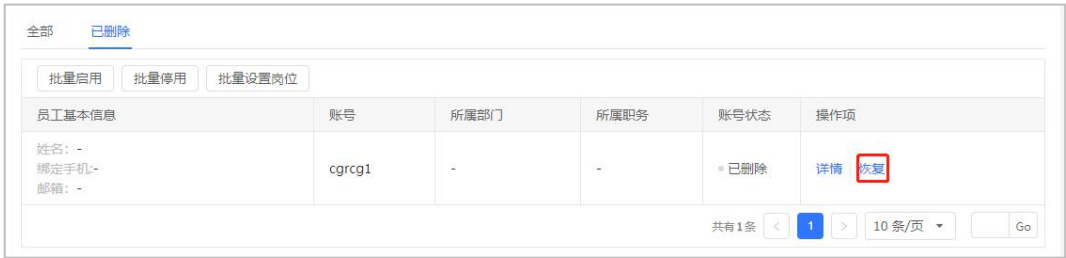 全部 已删除
批量启用 批量停用 批量设置岗位
员工基本信息 账号 所属部门 所属职务 账号状态 操作项
姓名：-
绑定手机:-
邮箱：-
cgrcg1 - - 已删除 详情 恢复
共有1条 < 1 > 10 条/页 Go